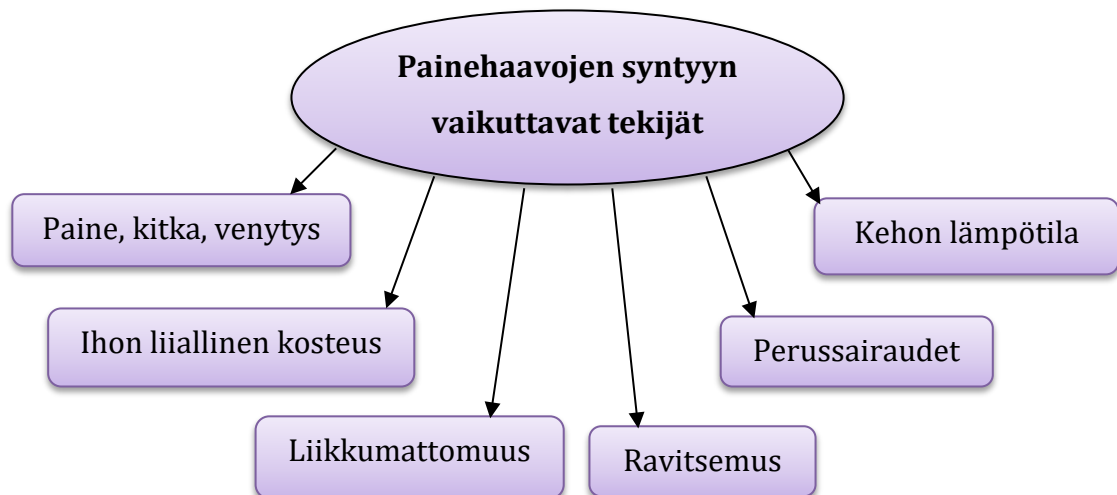 Painehaavojen syntyyn
vaikuttavat tekijät
Paine, kitka, venytys
Kehon lämpötila
Ihon liiallinen kosteus
Perussairaudet
Liikkumattomuus
Ravitsemus